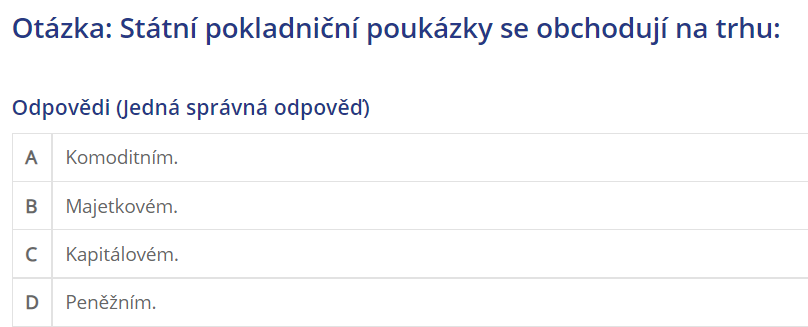 Otázka: Státní pokladniční poukázky se obchodují na trhu:
Odpovědi (Jedná správná odpověď)
A Komoditním.
B Majetkovém.
C Kapitálovém.
D Peněžním.